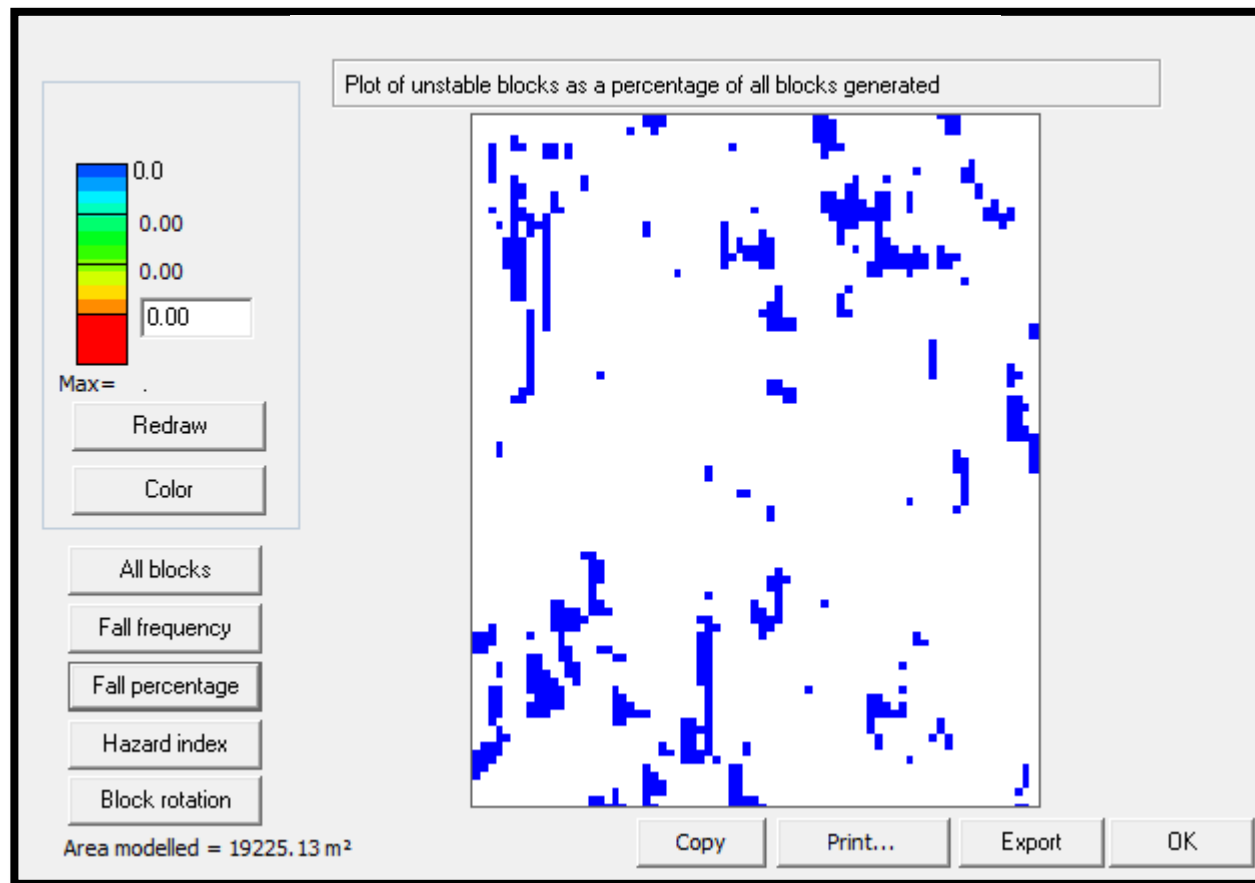 Plot of unstable blocks as a percentage of all blocks generated
0.0
0.00
0.00
0.00
Max= .
Redraw
Color
All blocks
Fall frequency
Fall percentage
Hazard index
Block rotation
Area modelled = 19225.13 m²
Copy
Print...
Export
OK